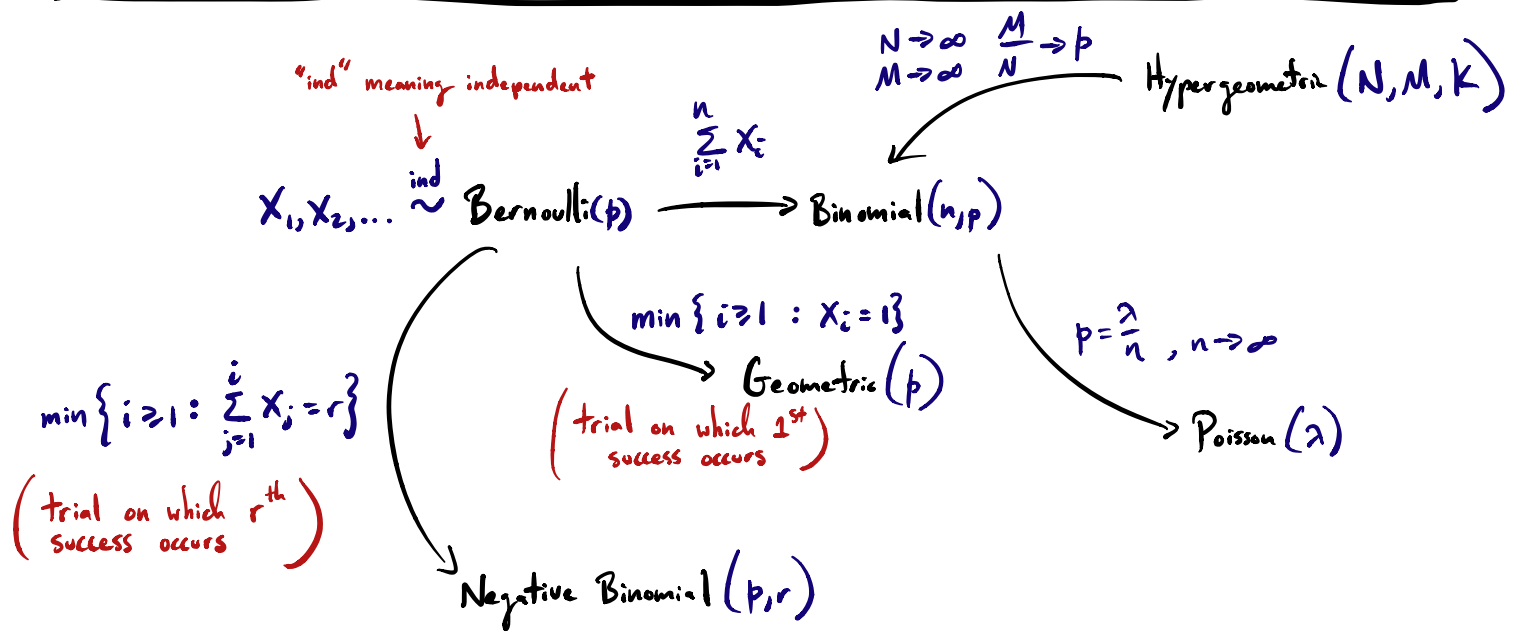 N→∞ M/N → p
M→∞
Hypergeometric (N, M, K)
"ind" meaning independent
n
∑ Xᵢ
i=1
ind
X₁, X₂, ... ~ Bernoulli(p)
Binomial(n,p)
min { i ≥ 1 : Xᵢ = 1}
p = λ/n , n→∞
Geometric (p)
(trial on which 1ˢᵗ
success occurs)
Poisson (λ)
i
min { i ≥ 1 : ∑ Xⱼ = r}
j=1
(trial on which rᵗʰ
success occurs)
Negative Binomial (p, r)